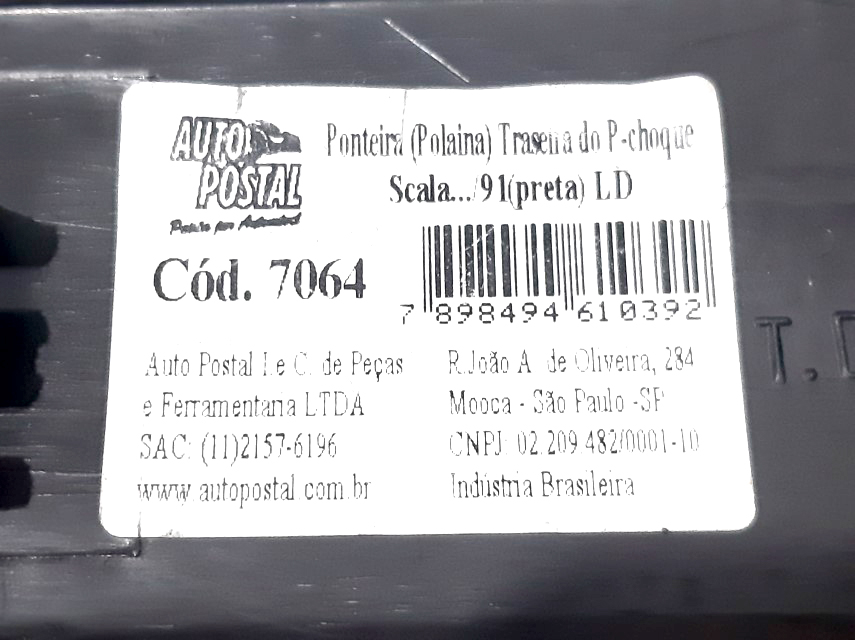 AUTO
POSTAL
Ponteira (Polaina) Traseira do P-choque
Scala.../91(preta) LD
Cód. 7064
7 898494 610392
Auto Postal I.e C. de Peças
e Ferramentaria LTDA
SAC: (11)2157-6196
www.autopostal.com.br
R.João A. de Oliveira, 284
Mooca - São Paulo -SP
CNPJ: 02.209.482/0001-10
Indústria Brasileira
T.D